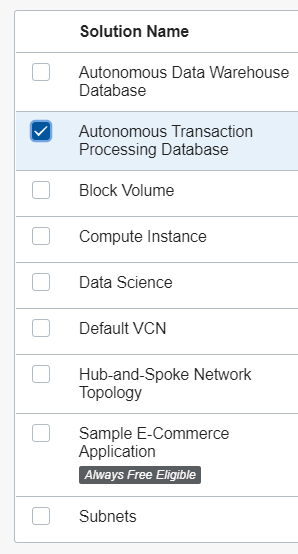 Solution Name
Autonomous Data Warehouse
Database
Autonomous Transaction
Processing Database
Block Volume
Compute Instance
Data Science
Default VCN
Hub-and-Spoke Network
Topology
Sample E-Commerce
Application
Always Free Eligible
Subnets